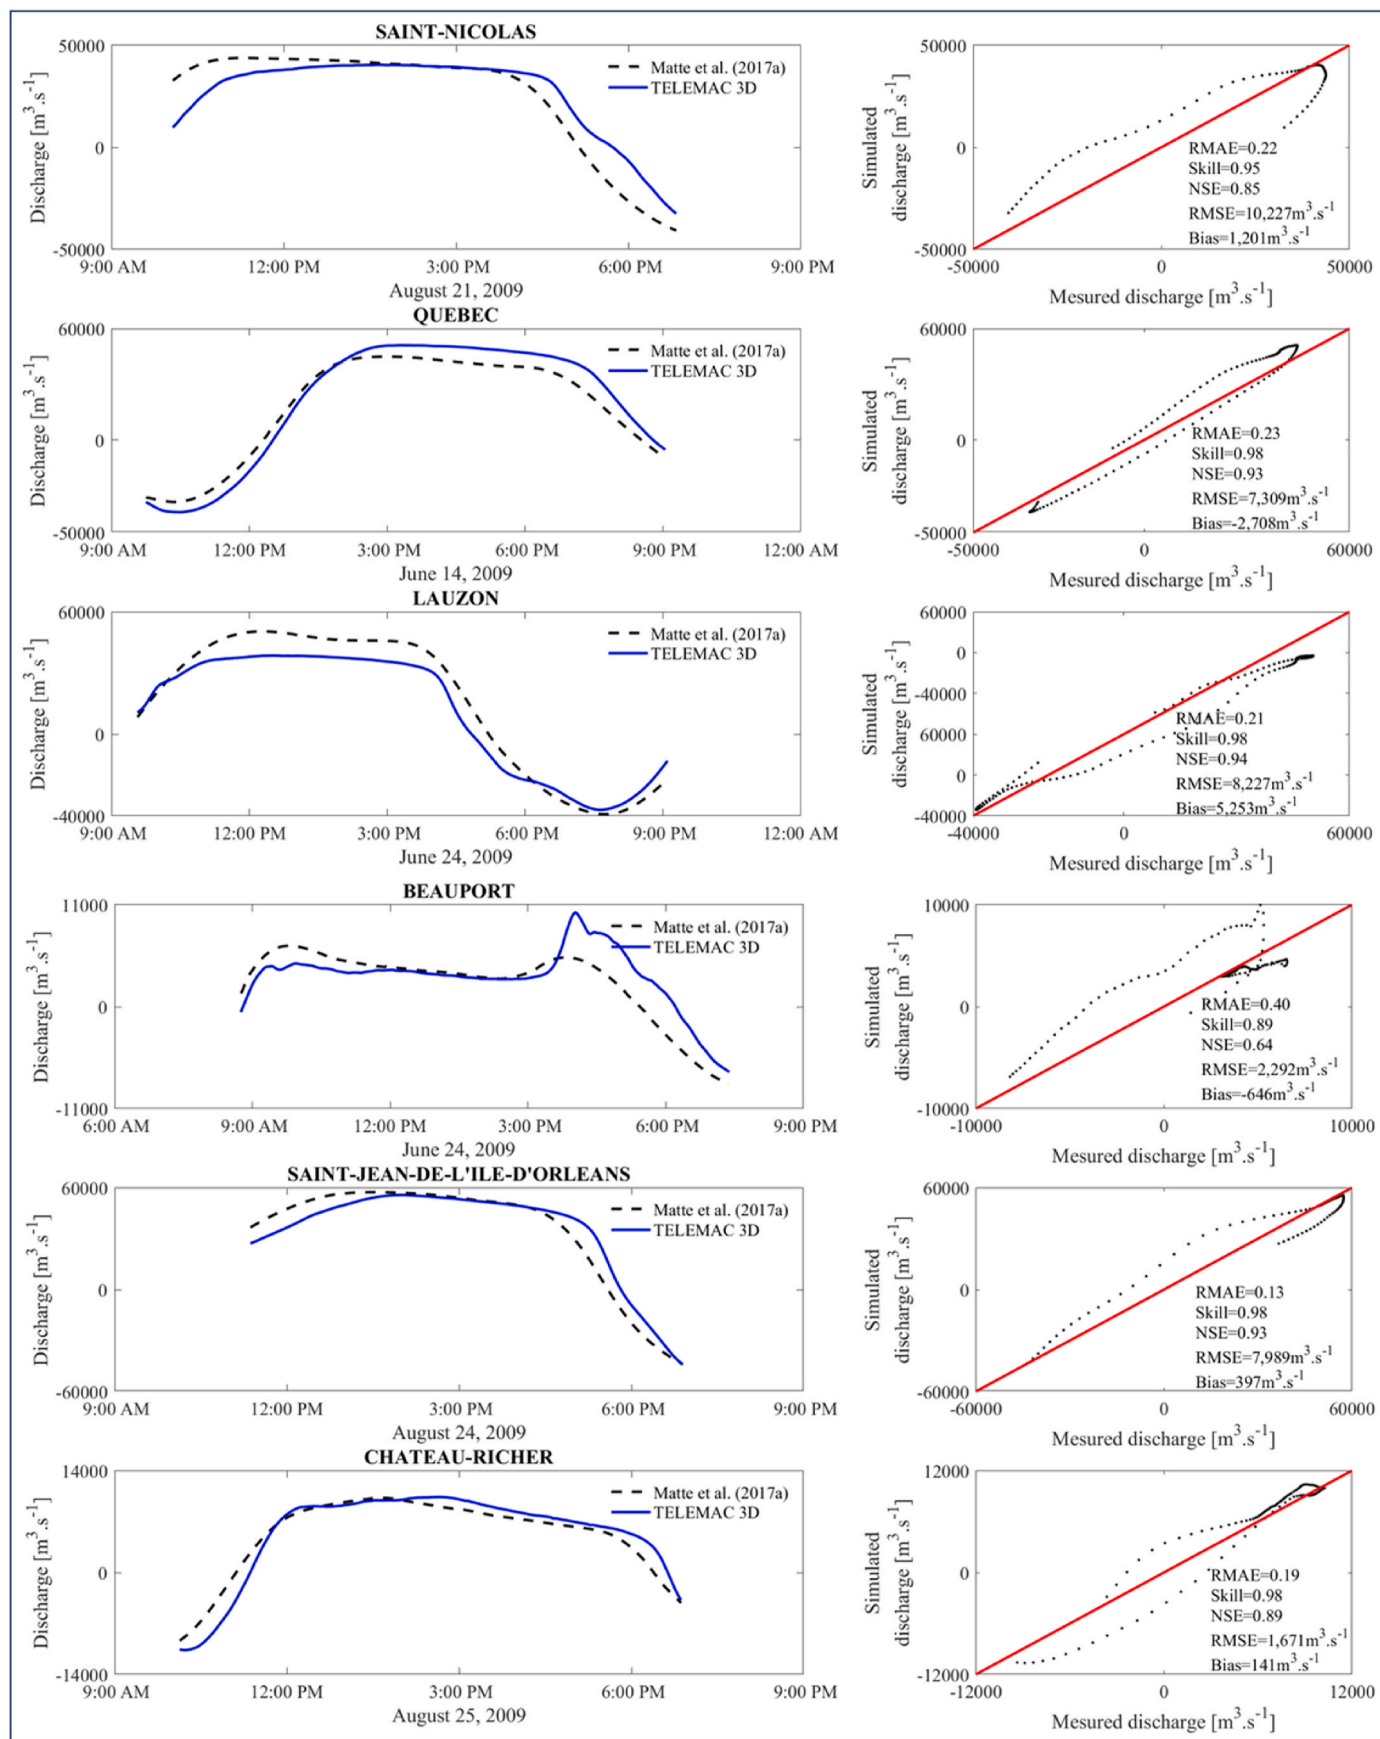 SAINT-NICOLAS
Discharge [m³.s⁻¹]
50000
0
-50000
Matte et al. (2017a)
TELEMAC 3D
9:00 AM 12:00 PM 3:00 PM 6:00 PM 9:00 PM
August 21, 2009
Simulated
discharge [m³.s⁻¹]
50000
0
-50000
RMAE=0.22
Skill=0.95
NSE=0.85
RMSE=10,227m³.s⁻¹
Bias=1,201m³.s⁻¹
-50000 0 50000
Mesured discharge [m³.s⁻¹]
QUEBEC
Discharge [m³.s⁻¹]
60000
0
-50000
Matte et al. (2017a)
TELEMAC 3D
9:00 AM 12:00 PM 3:00 PM 6:00 PM 9:00 PM 12:00 AM
June 14, 2009
Simulated
discharge [m³.s⁻¹]
60000
0
-50000
RMAE=0.23
Skill=0.98
NSE=0.93
RMSE=7,309m³.s⁻¹
Bias=-2,708m³.s⁻¹
-50000 0 60000
Mesured discharge [m³.s⁻¹]
LAUZON
Discharge [m³.s⁻¹]
60000
0
-40000
Matte et al. (2017a)
TELEMAC 3D
9:00 AM 12:00 PM 3:00 PM 6:00 PM 9:00 PM 12:00 AM
June 24, 2009
Simulated
discharge [m³.s⁻¹]
60000
0
-40000
60000
0
-40000
RMAE=0.21
Skill=0.98
NSE=0.94
RMSE=8,227m³.s⁻¹
Bias=5,253m³.s⁻¹
-40000 0 60000
Mesured discharge [m³.s⁻¹]
BEAUPORT
Discharge [m³.s⁻¹]
11000
0
-11000
Matte et al. (2017a)
TELEMAC 3D
6:00 AM 9:00 AM 12:00 PM 3:00 PM 6:00 PM 9:00 PM
June 24, 2009
Simulated
discharge [m³.s⁻¹]
10000
0
-10000
RMAE=0.40
Skill=0.89
NSE=0.64
RMSE=2,292m³.s⁻¹
Bias=-646m³.s⁻¹
-10000 0 10000
Mesured discharge [m³.s⁻¹]
SAINT-JEAN-DE-L'ILE-D'ORLEANS
Discharge [m³.s⁻¹]
60000
0
-60000
Matte et al. (2017a)
TELEMAC 3D
9:00 AM 12:00 PM 3:00 PM 6:00 PM 9:00 PM
August 24, 2009
Simulated
discharge [m³.s⁻¹]
60000
0
-60000
RMAE=0.13
Skill=0.98
NSE=0.93
RMSE=7,989m³.s⁻¹
Bias=397m³.s⁻¹
-60000 0 60000
Mesured discharge [m³.s⁻¹]
CHATEAU-RICHER
Discharge [m³.s⁻¹]
14000
0
-14000
Matte et al. (2017a)
TELEMAC 3D
9:00 AM 12:00 PM 3:00 PM 6:00 PM 9:00 PM
August 25, 2009
Simulated
discharge [m³.s⁻¹]
12000
0
-12000
RMAE=0.19
Skill=0.98
NSE=0.89
RMSE=1,671m³.s⁻¹
Bias=141m³.s⁻¹
-12000 0 12000
Mesured discharge [m³.s⁻¹]